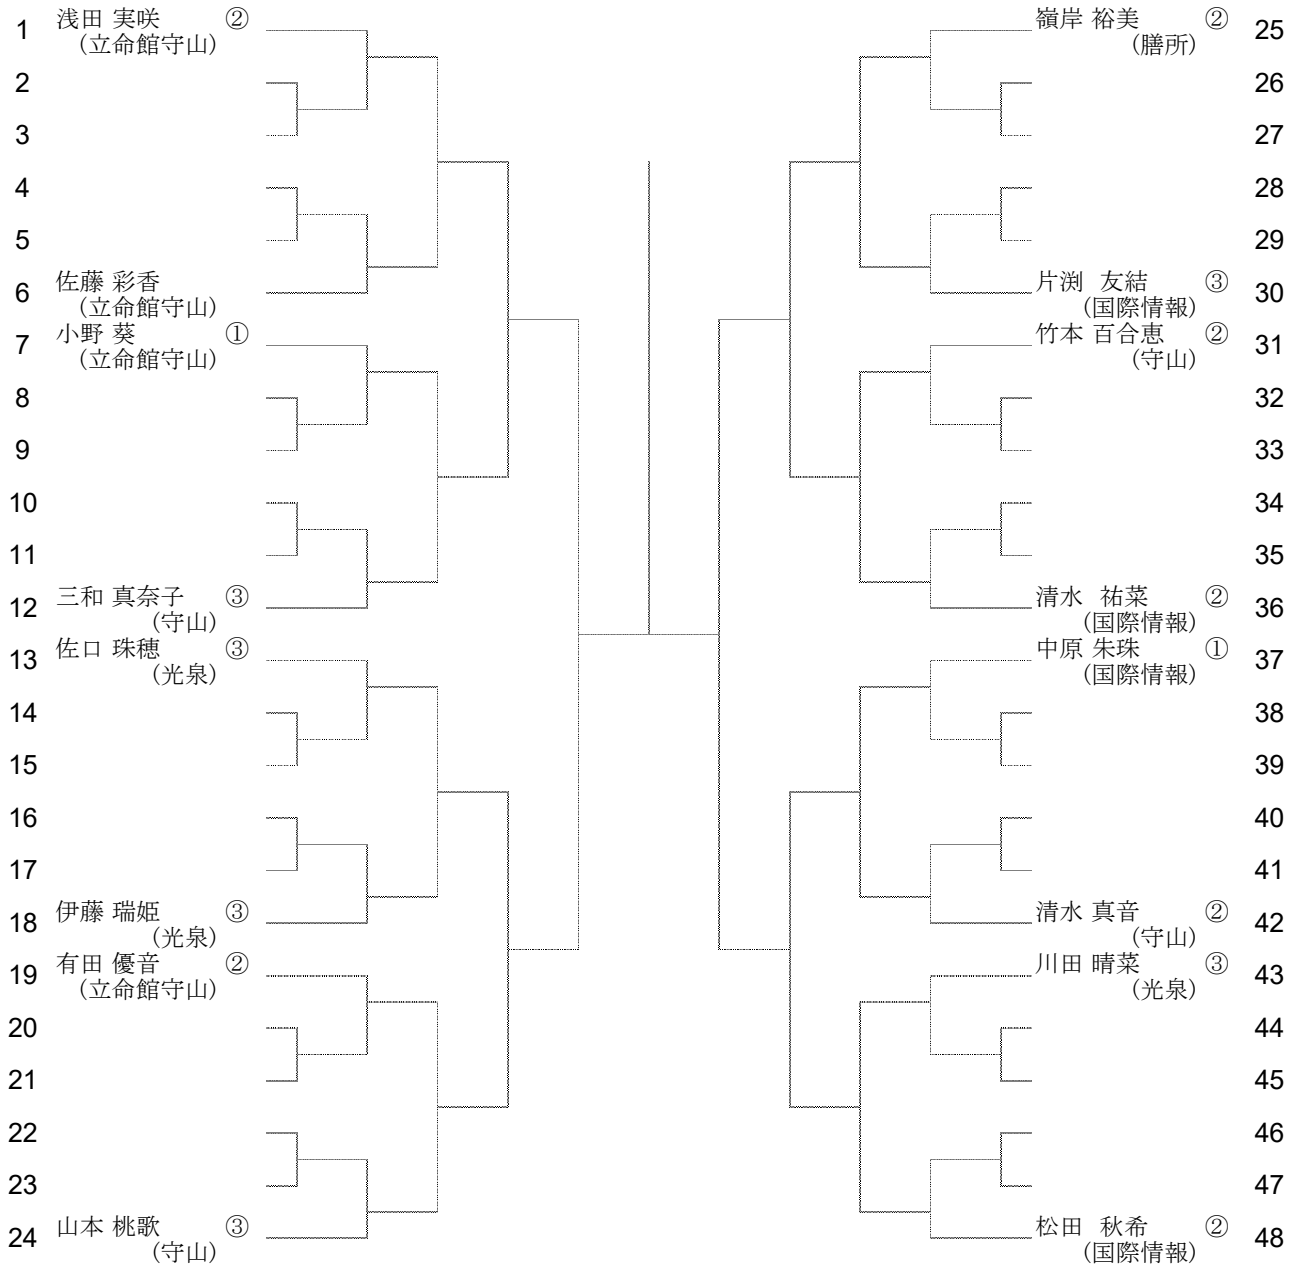 1 浅田 実咲 ②
(立命館守山)
2
3
4
5
6 佐藤 彩香
(立命館守山)
7 小野 葵 ①
(立命館守山)
8
9
10
11
12 三和 真奈子 ③
(守山)
13 佐口 珠穂 ③
(光泉)
14
15
16
17
18 伊藤 瑞姫 ③
(光泉)
19 有田 優音 ②
(立命館守山)
20
21
22
23
24 山本 桃歌 ③
(守山)
嶺岸 裕美 ② 25
(膳所)
26
27
28
29
片渕 友結 ③ 30
(国際情報)
竹本 百合恵 ② 31
(守山)
32
33
34
35
清水 祐菜 ② 36
(国際情報)
中原 朱珠 ① 37
(国際情報)
38
39
40
41
清水 真音 ② 42
(守山)
川田 晴菜 ③ 43
(光泉)
44
45
46
47
松田 秋希 ② 48
(国際情報)